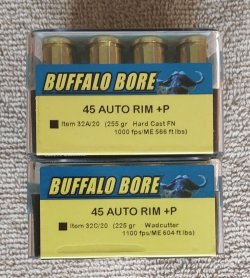 BUFFALO BORE
45 AUTO RIM +P
Item 32A/20 (255 gr Hard Cast FN
1000 fps/ME 566 ft lbs)
BUFFALO BORE
45 AUTO RIM +P
Item 32C/20 (225 gr Wadcutter
1100 fps/ME 604 ft lbs)